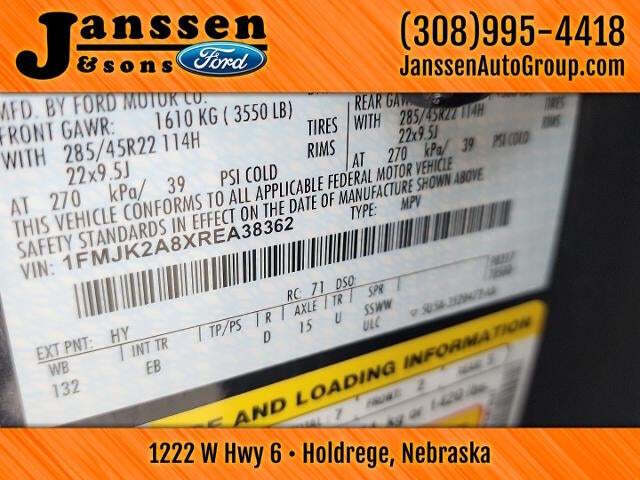 Janssen
& sons
Ford
(308)995-4418
JanssenAutoGroup.com
MFD. BY FORD MOTOR CO.
FRONT GAWR: 1610 KG ( 3550 LB)
WITH 285/45R22 114H TIRES
22x9.5J RIMS
AT 270 kPa/ 39 PSI COLD
REAR GAWR
WITH 285/45R22 114H TIRES
22x9.5J RIMS
AT 270 kPa/ 39 PSI COLD
THIS VEHICLE CONFORMS TO ALL APPLICABLE FEDERAL MOTOR VEHICLE
SAFETY STANDARDS IN EFFECT ON THE DATE OF MANUFACTURE SHOWN ABOVE.
VIN: 1FMJK2A8XREA38362
TYPE: MPV
EXT PNT: HY RC: 71 DSO:
WB INT TR TP/PS R AXLE TR SPR
132 EB D 15 U SSWW
ULC
E AND LOADING INFORMATION
1222 W Hwy 6 • Holdrege, Nebraska